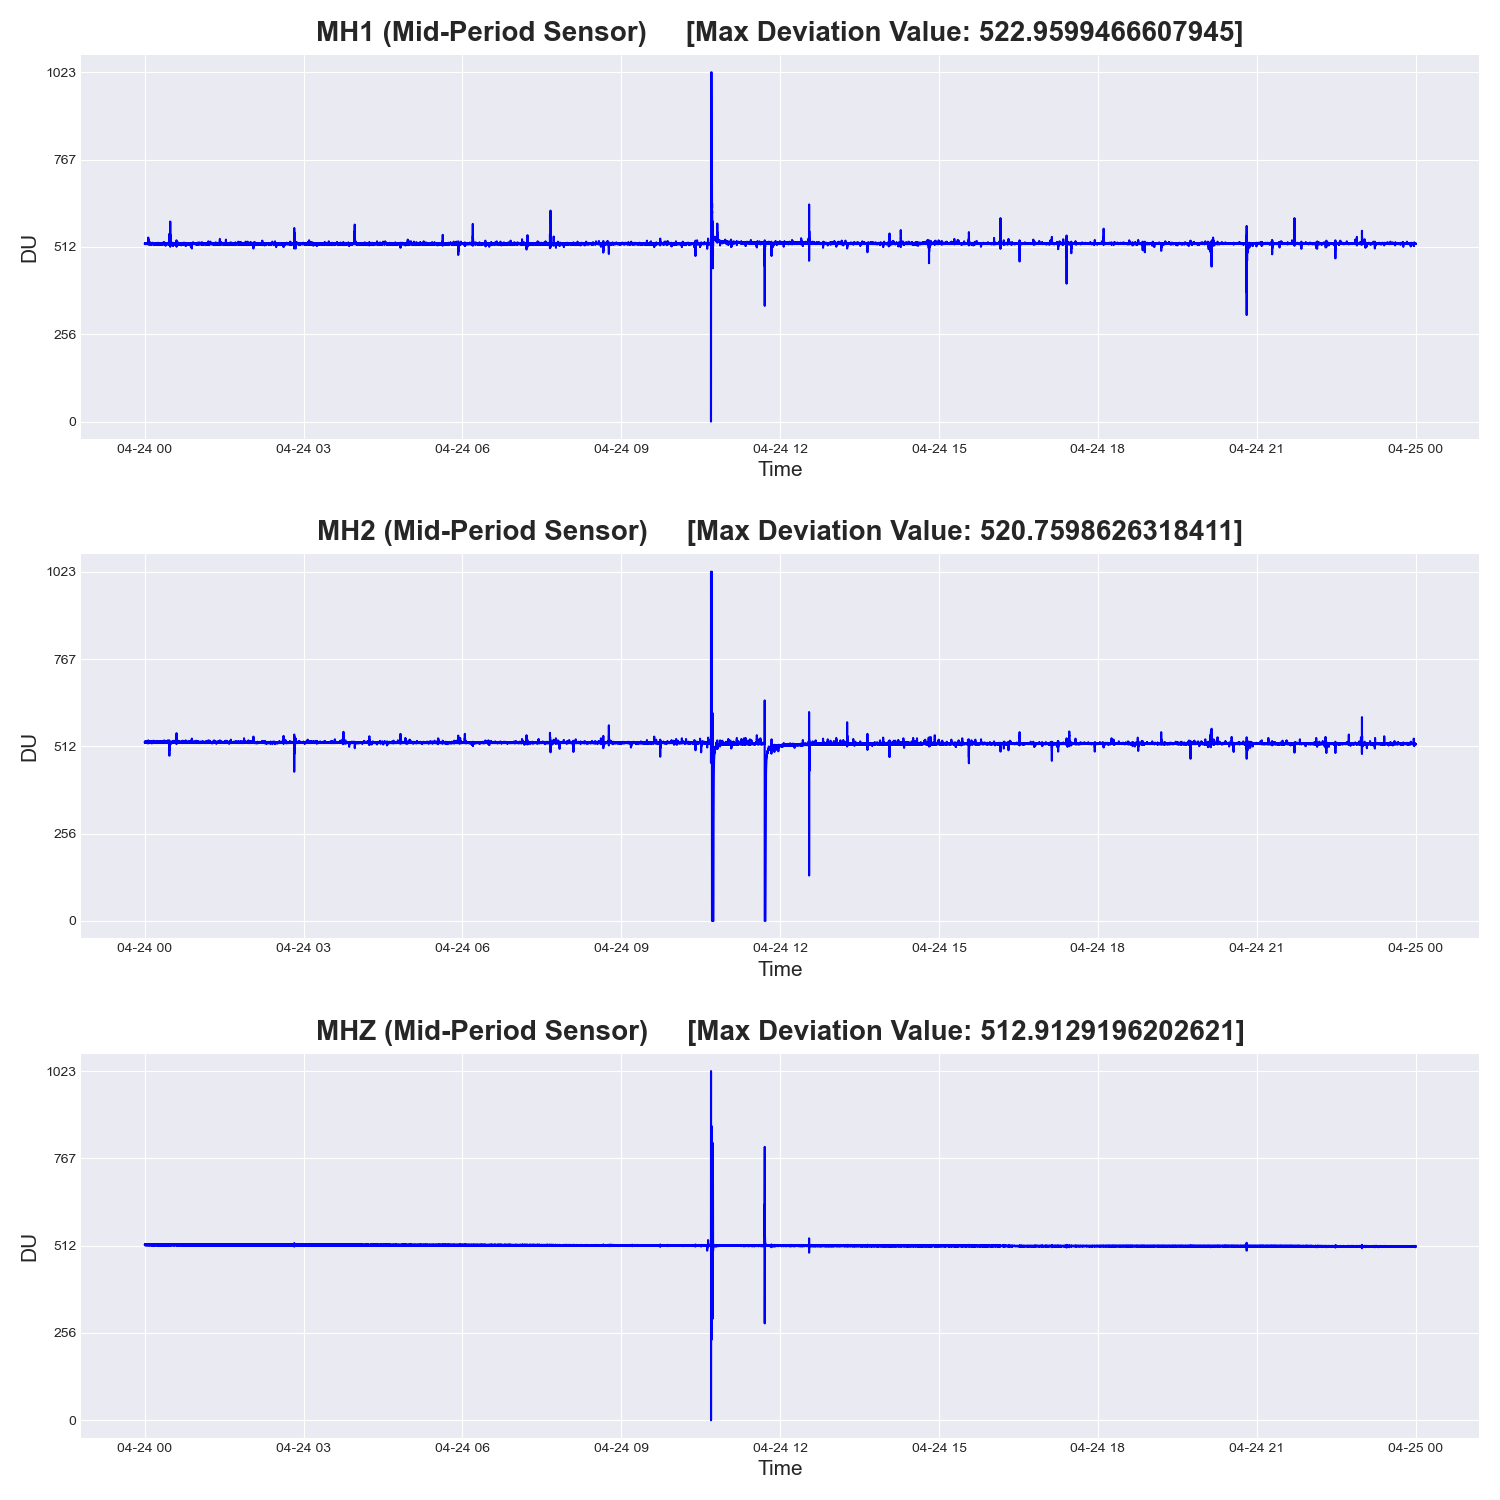 MH1 (Mid-Period Sensor) [Max Deviation Value: 522.9599466607945]
1023
767
512
256
0
DU
04-24 00 04-24 03 04-24 06 04-24 09 04-24 12 04-24 15 04-24 18 04-24 21 04-25 00
Time
MH2 (Mid-Period Sensor) [Max Deviation Value: 520.7598626318411]
1023
767
512
256
0
DU
04-24 00 04-24 03 04-24 06 04-24 09 04-24 12 04-24 15 04-24 18 04-24 21 04-25 00
Time
MHZ (Mid-Period Sensor) [Max Deviation Value: 512.9129196202621]
1023
767
512
256
0
DU
04-24 00 04-24 03 04-24 06 04-24 09 04-24 12 04-24 15 04-24 18 04-24 21 04-25 00
Time